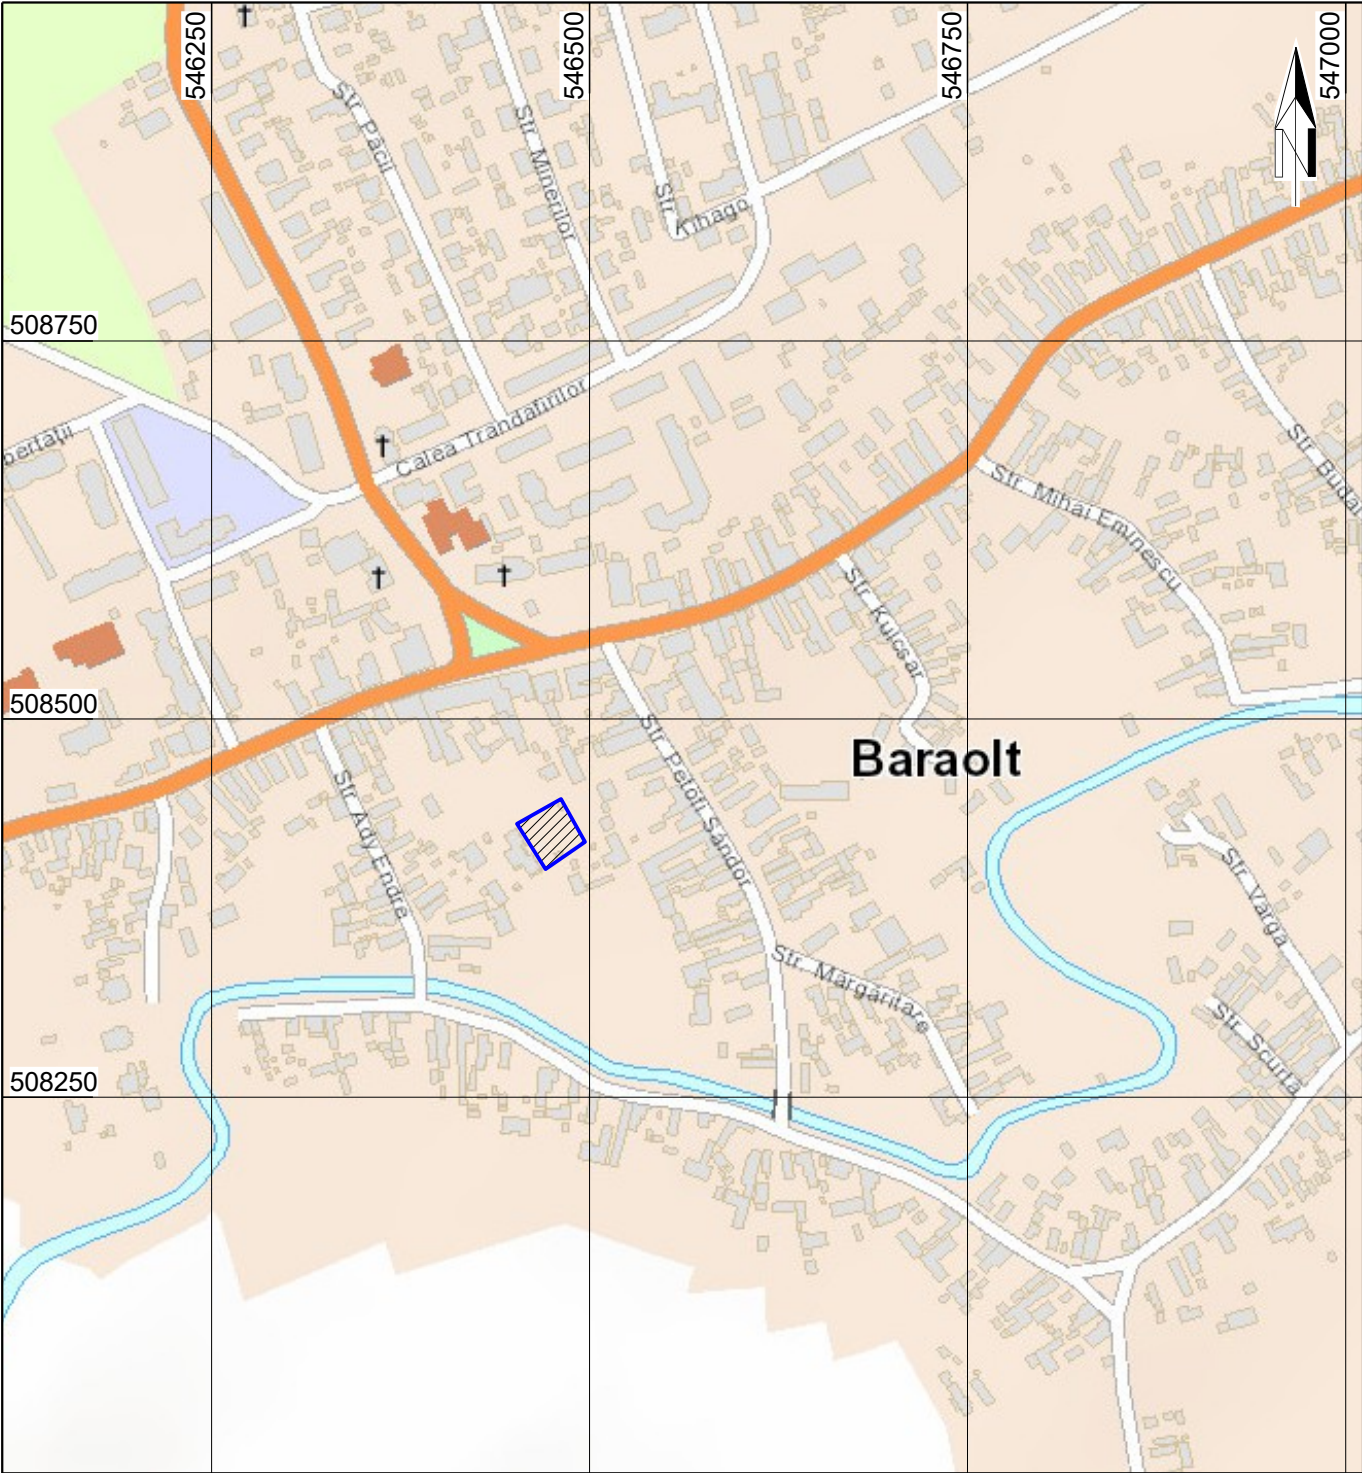 546250
546500
546750
547000
Str. Păcii
Str. Minerilor
Str. Kihago
508750
Calea Trandafirilor
bertații
Str. Mihai Eminescu
Str. Budai
Str. Kulcsar
508500
Str. Petofi Sandor
Baraolt
Str. Ady Endre
Str. Varga
Str. Margaritare
Str. Scurta
508250